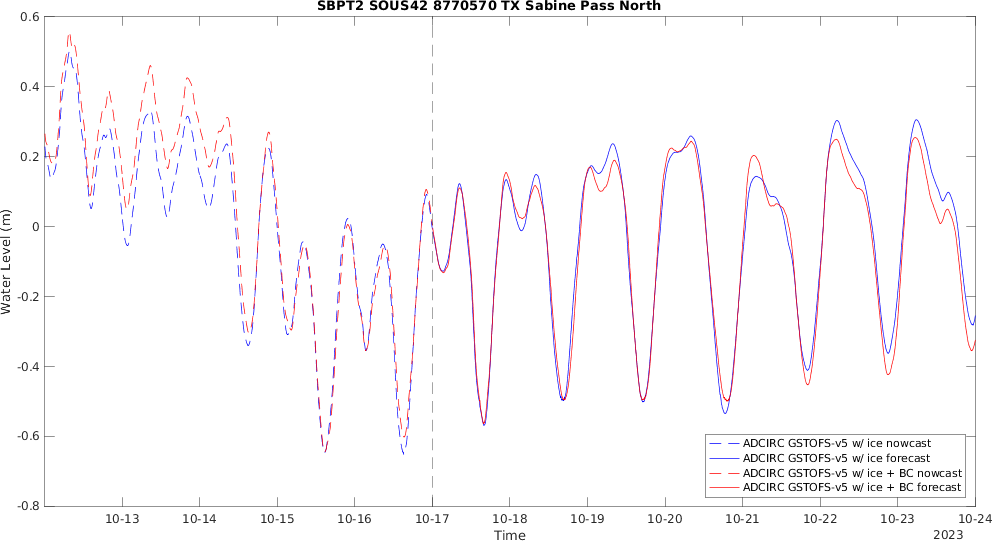 SBPT2 SOUS42 8770570 TX Sabine Pass North
0.6
0.4
0.2
0
-0.2
-0.4
-0.6
-0.8
Water Level (m)
10-13 10-14 10-15 10-16 10-17 10-18 10-19 10-20 10-21 10-22 10-23 10-24
Time
2023
ADCIRC GSTOFS-v5 w/ ice nowcast
ADCIRC GSTOFS-v5 w/ ice forecast
ADCIRC GSTOFS-v5 w/ ice + BC nowcast
ADCIRC GSTOFS-v5 w/ ice + BC forecast